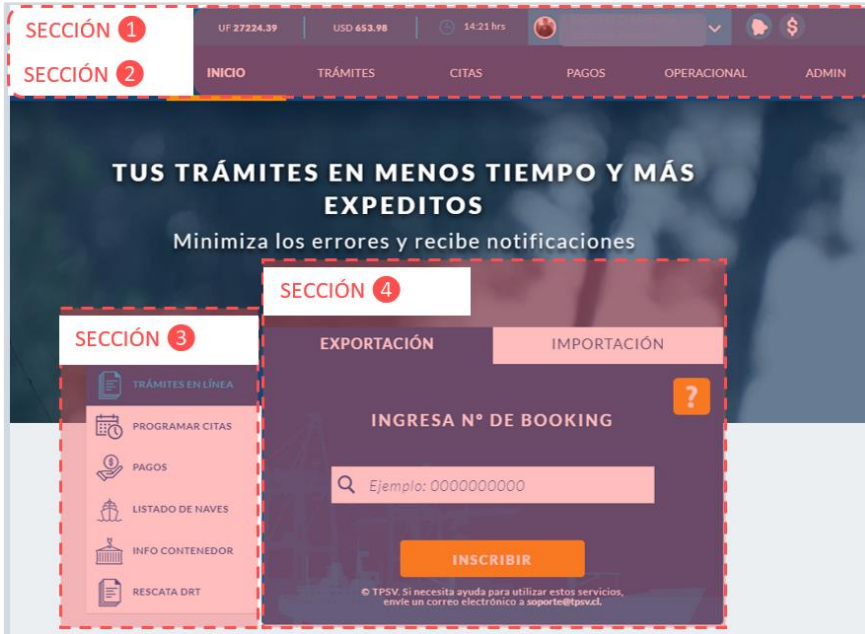 SECCIÓN 1
UF 27224.39 USD 653.98 14:21 hrs $
SECCIÓN 2
INICIO TRÁMITES CITAS PAGOS OPERACIONAL ADMIN
TUS TRÁMITES EN MENOS TIEMPO Y MÁS
EXPEDITOS
Minimiza los errores y recibe notificaciones
SECCIÓN 3
TRÁMITES EN LÍNEA
PROGRAMAR CITAS
PAGOS
LISTADO DE NAVES
INFO CONTENEDOR
RESCATA DRT
SECCIÓN 4
EXPORTACIÓN IMPORTACIÓN
?
INGRESA Nº DE BOOKING
Ejemplo: 0000000000
INSCRIBIR
© TPSV. Si necesita ayuda para utilizar estos servicios,
envíe un correo electrónico a soporte@tpsv.cl.